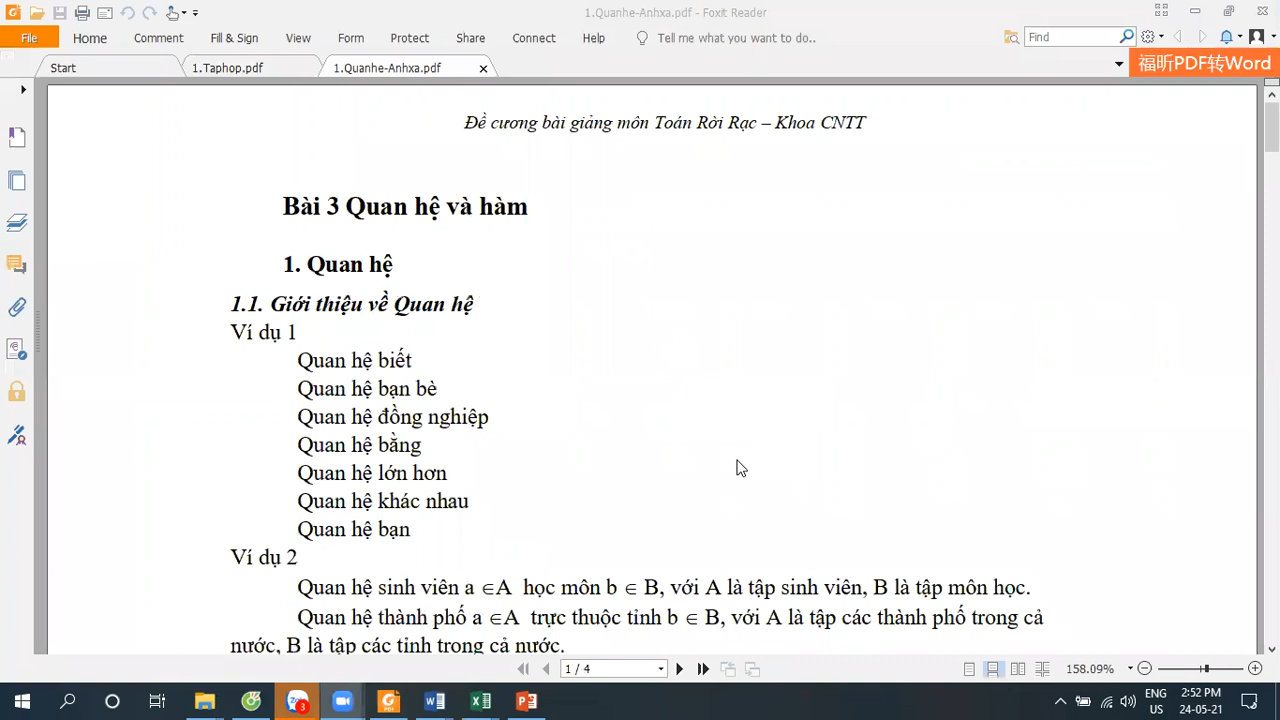 1.Quanhe-Anhxa.pdf - Foxit Reader
File Home Comment Fill & Sign View Form Protect Share Connect Help Tell me what you want to do.. Find
Start 1.Taphop.pdf 1.Quanhe-Anhxa.pdf 福昕PDF转Word
Đề cương bài giảng môn Toán Rời Rạc – Khoa CNTT
Bài 3 Quan hệ và hàm
1. Quan hệ
1.1. Giới thiệu về Quan hệ
Ví dụ 1
Quan hệ biết
Quan hệ bạn bè
Quan hệ đồng nghiệp
Quan hệ bằng
Quan hệ lớn hơn
Quan hệ khác nhau
Quan hệ bạn
Ví dụ 2
Quan hệ sinh viên a ∈A học môn b ∈ B, với A là tập sinh viên, B là tập môn học.
Quan hệ thành phố a ∈A trực thuộc tỉnh b ∈ B, với A là tập các thành phố trong cả
nước, B là tập các tỉnh trong cả nước.
1 / 4 158.09%
ENG 2:52 PM
US 24-05-21